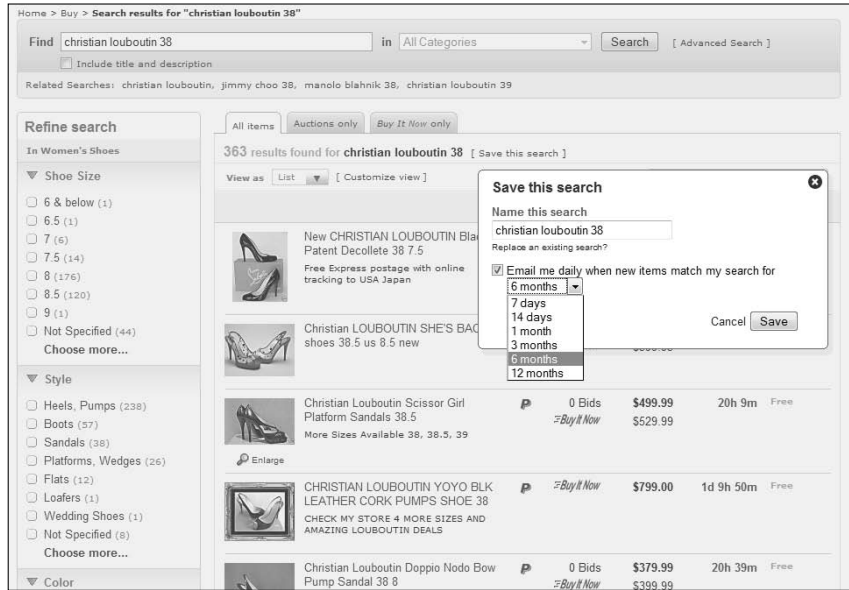 Home > Buy > Search results for "christian louboutin 38"
Find christian louboutin 38 in All Categories Search [ Advanced Search ]
Include title and description
Related Searches: christian louboutin, jimmy choo 38, manolo blahnik 38, christian louboutin 39
Refine search
In Women's Shoes
Shoe Size
6 & below (1)
6.5 (1)
7 (6)
7.5 (14)
8 (176)
8.5 (120)
9 (1)
Not Specified (44)
Choose more...
Style
Heels, Pumps (238)
Boots (57)
Sandals (38)
Platforms, Wedges (26)
Flats (12)
Loafers (1)
Wedding Shoes (1)
Not Specified (8)
Choose more...
Color
All items Auctions only Buy It Now only
363 results found for christian louboutin 38 [ Save this search ]
View as List [ Customize view ]
New CHRISTIAN LOUBOUTIN
Patent Decollete 38 7.5
Free Express postage with online
tracking to USA Japan
Christian LOUBOUTIN SHE'S
shoes 38.5 us 8.5 new
Save this search
Name this search
christian louboutin 38
Replace an existing search?
Email me daily when new items match my search for
6 months
7 days
14 days
1 month
3 months
6 months
12 months
Cancel Save
Christian Louboutin Scissor Girl
Platform Sandals 38.5
More Sizes Available 38, 38.5, 39
Enlarge
P 0 Bids $499.99 20h 9m Free
=Buy It Now $529.99
CHRISTIAN LOUBOUTIN YOYO BLK
LEATHER CORK PUMPS SHOE 38
CHECK MY STORE 4 MORE SIZES AND
AMAZING LOUBOUTIN DEALS
P =Buy It Now $799.00 1d 9h 50m Free
Christian Louboutin Doppio Nodo Bow
Pump Sandal 38 8
P 0 Bids $379.99 20h 39m Free
=Buy It Now $399.99